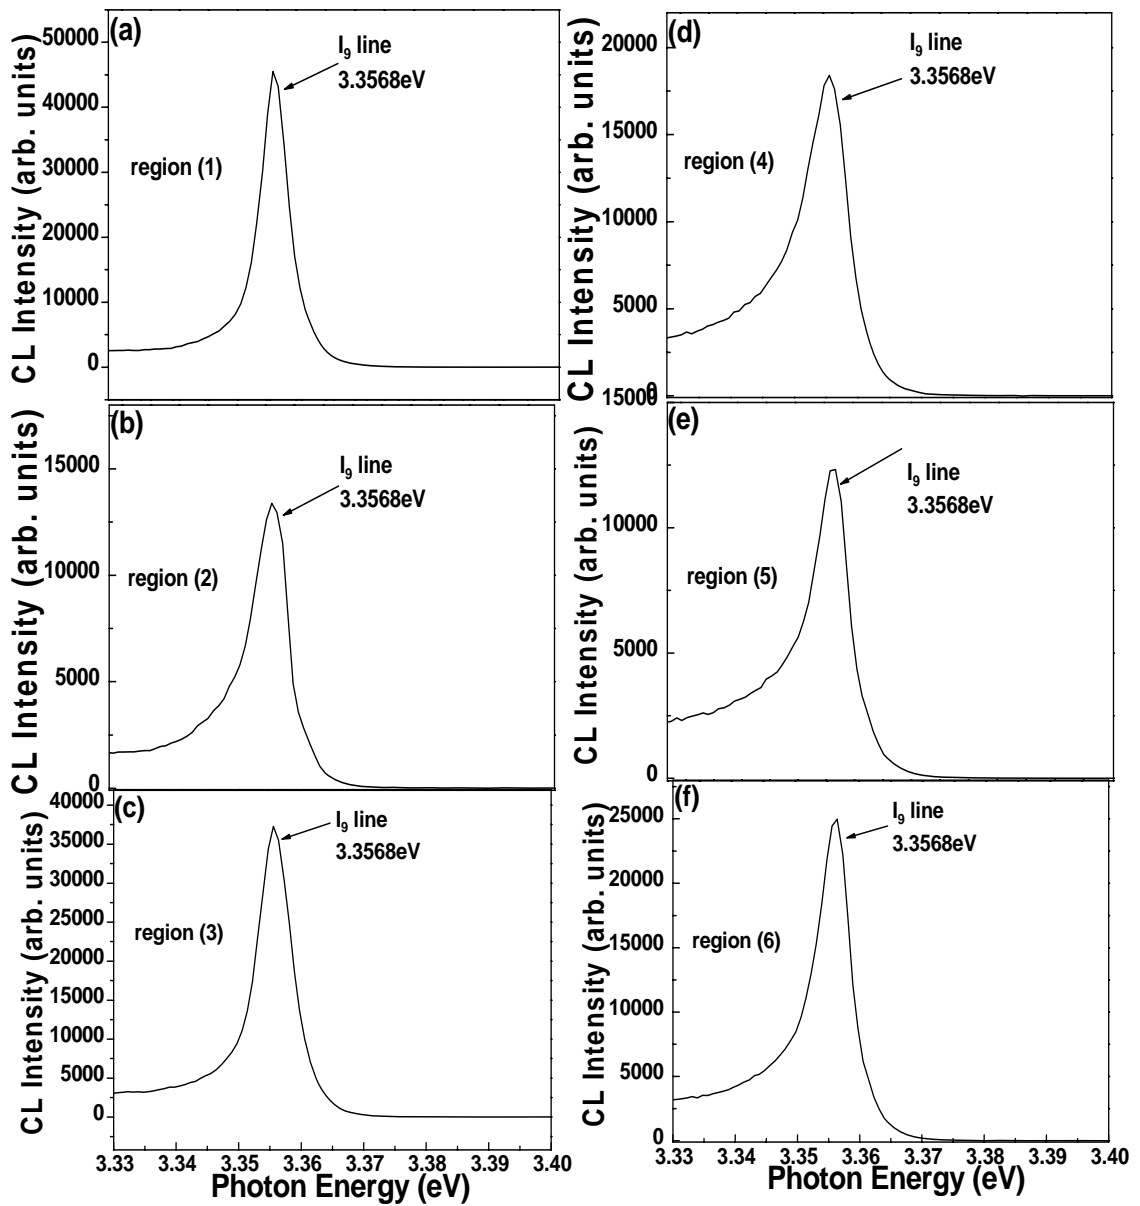 (a)
CL Intensity (arb. units)
50000
40000
30000
20000
10000
0
I9 line
3.3568eV
region (1)
(b)
CL Intensity (arb. units)
15000
10000
5000
0
I9 line
3.3568eV
region (2)
(c)
CL Intensity (arb. units)
40000
35000
30000
25000
20000
15000
10000
5000
0
I9 line
3.3568eV
region (3)
3.33 3.34 3.35 3.36 3.37 3.38 3.39 3.40
Photon Energy (eV)
(d)
CL Intensity (arb. units)
20000
15000
10000
5000
0
I9 line
3.3568eV
region (4)
(e)
CL Intensity (arb. units)
15000
10000
5000
0
I9 line
3.3568eV
region (5)
(f)
CL Intensity (arb. units)
25000
20000
15000
10000
5000
0
I9 line
3.3568eV
region (6)
3.33 3.34 3.35 3.36 3.37 3.38 3.39 3.40
Photon Energy (eV)